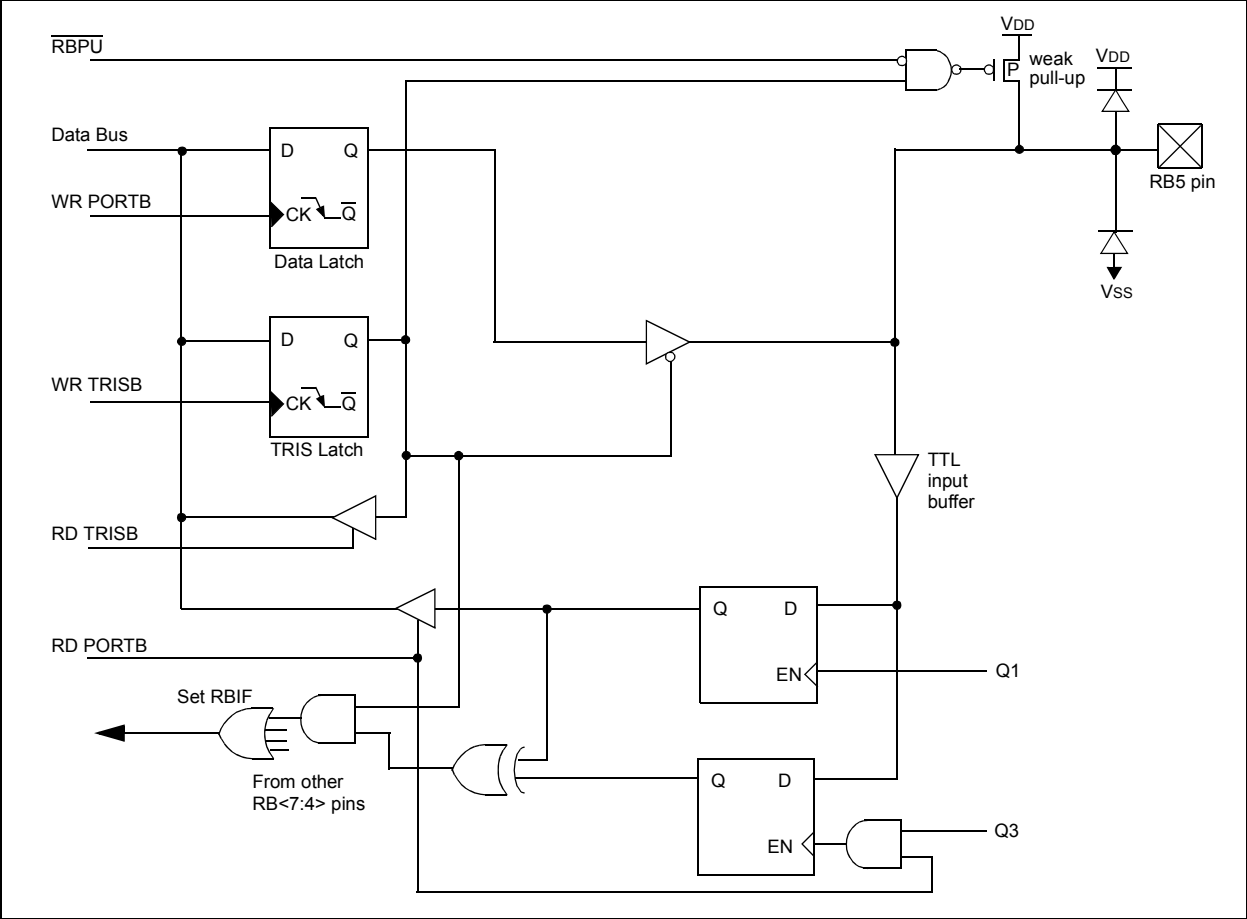 VDD
RBPU
P
weak
pull-up
VDD
Data Bus
D Q
WR PORTB
CK Q
Data Latch
RB5 pin
VSS
D Q
WR TRISB
CK Q
TRIS Latch
TTL
input
buffer
RD TRISB
Q D
RD PORTB
EN
Q1
Set RBIF
From other
RB<7:4> pins
Q D
Q3
EN